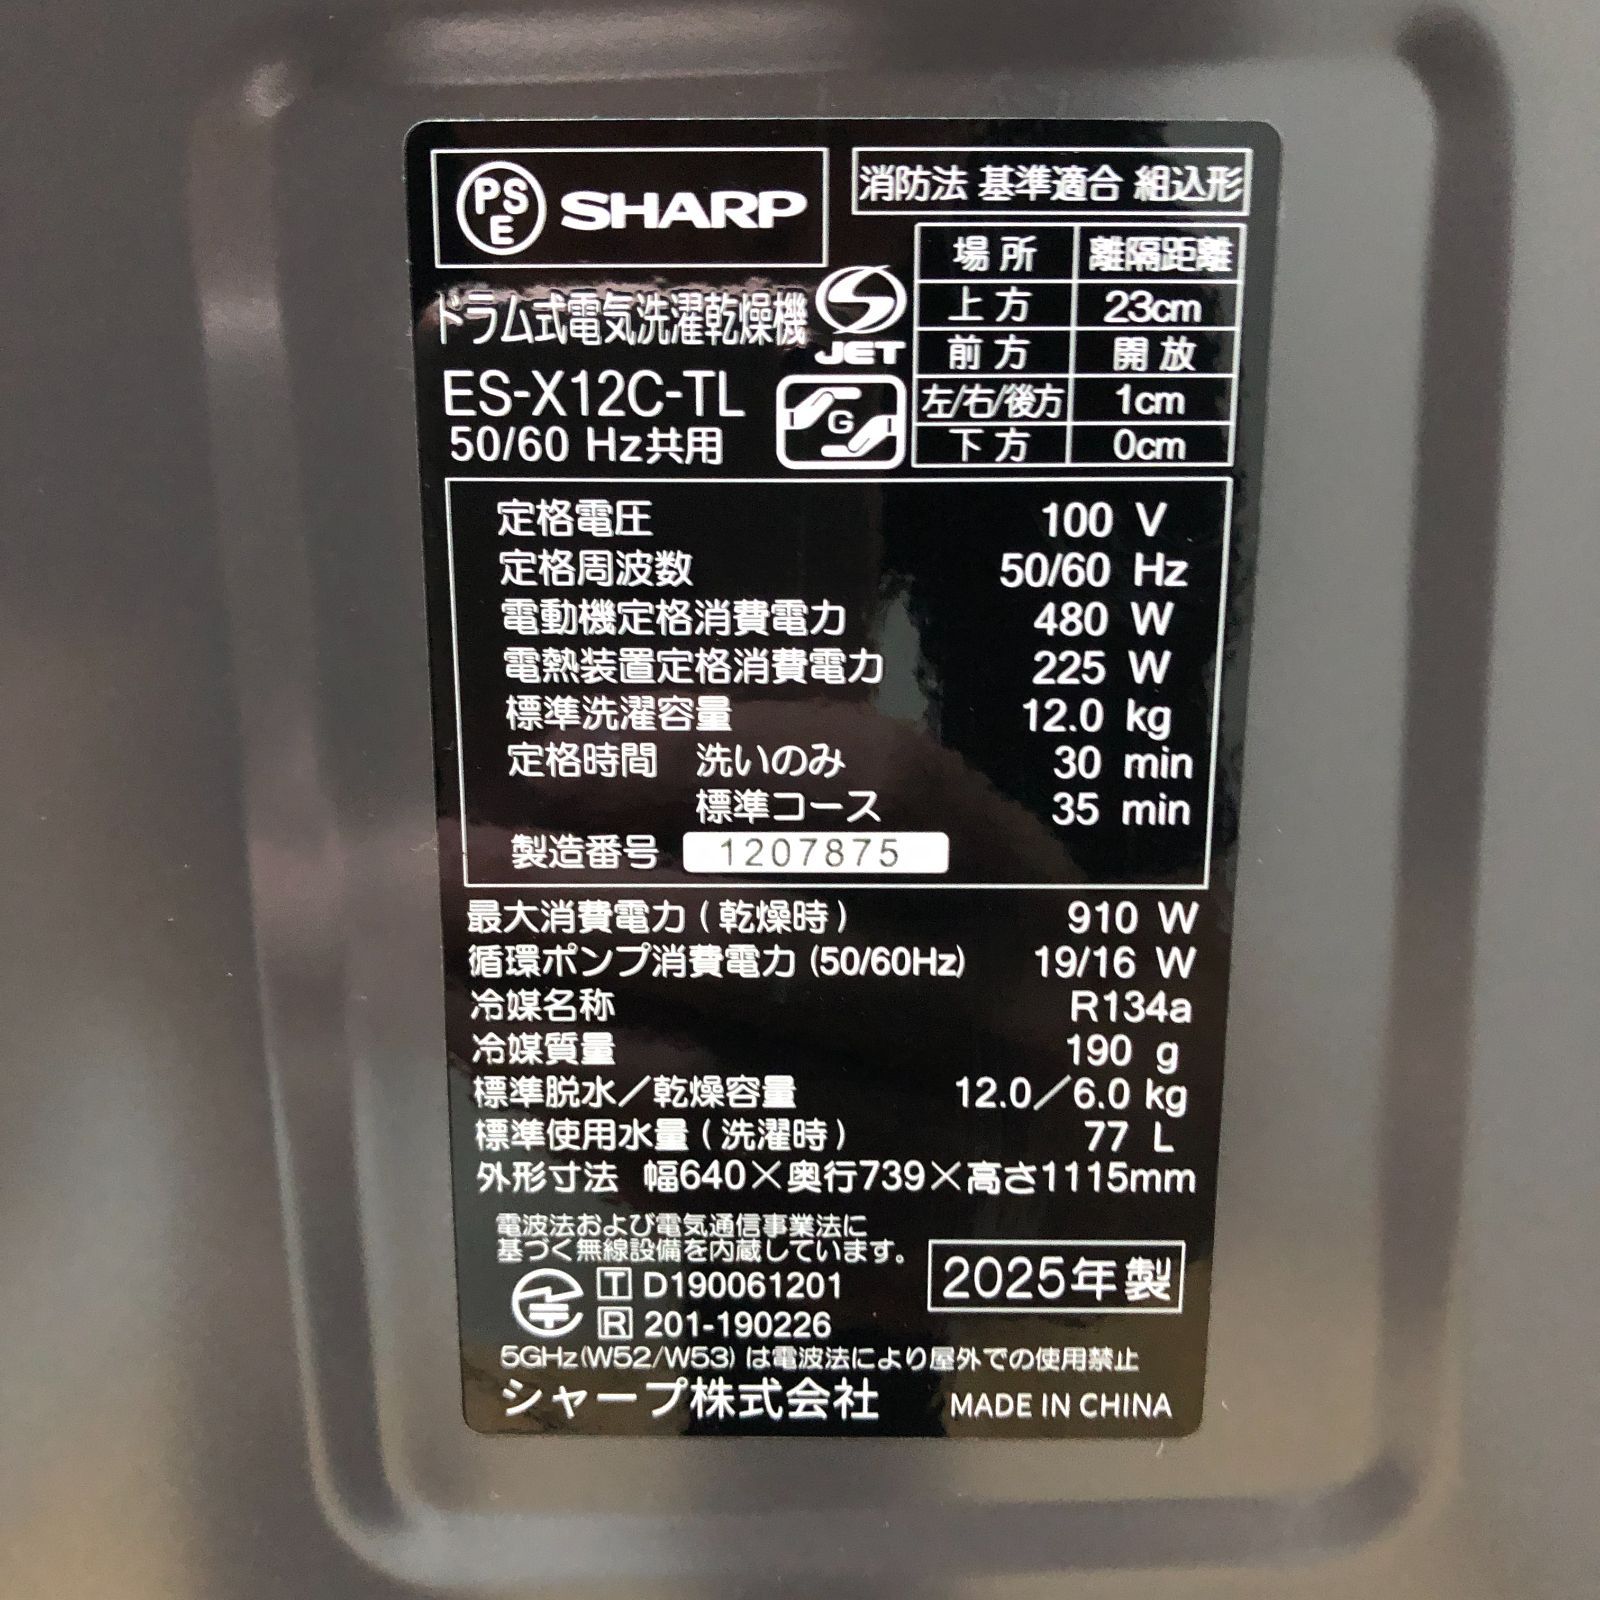 PSE SHARP
消防法 基準適合 組込形
場所 離隔距離
上方 23cm
前方 開放
左/右/後方 1cm
下方 0cm
ドラム式電気洗濯乾燥機
S JET
ES-X12C-TL
G
50/60 Hz共用
定格電圧 100 V
定格周波数 50/60 Hz
電動機定格消費電力 480 W
電熱装置定格消費電力 225 W
標準洗濯容量 12.0 kg
定格時間 洗いのみ 30 min
標準コース 35 min
製造番号 1207875
最大消費電力(乾燥時) 910 W
循環ポンプ消費電力(50/60Hz) 19/16 W
冷媒名称 R134a
冷媒質量 190 g
標準脱水/乾燥容量 12.0/6.0 kg
標準使用水量(洗濯時) 77 L
外形寸法 幅640×奥行739×高さ1115mm
電波法および電気通信事業法に
基づく無線設備を内蔵しています。
T D190061201
R 201-190226
2025年製
5GHz(W52/W53)は電波法により屋外での使用禁止
シャープ株式会社 MADE IN CHINA